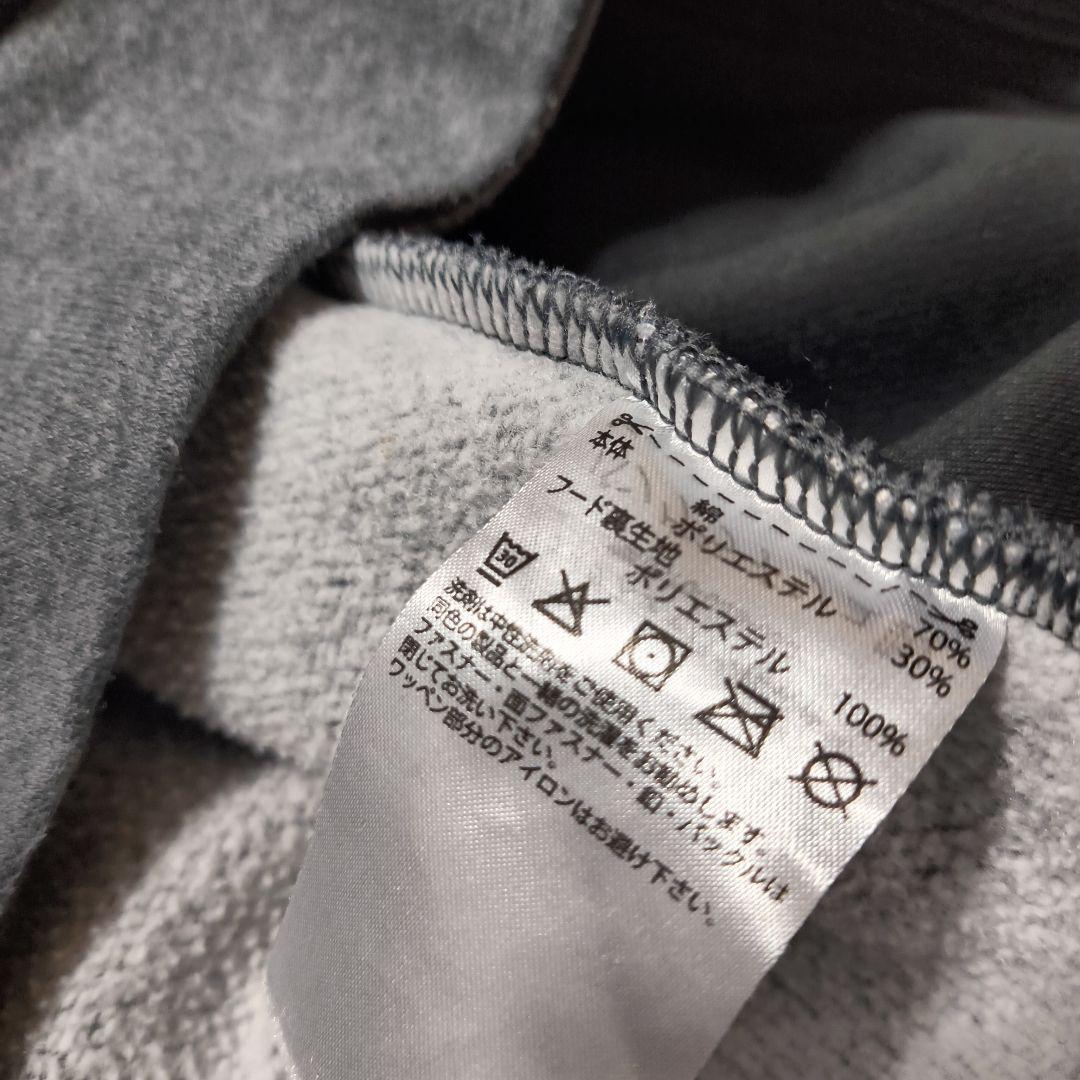 本体
綿 70%
ポリエステル 30%
フード裏生地
ポリエステル 100%
30
洗剤は中性洗剤をご使用ください。
同色の製品と一緒の洗濯をお勧めします。
ファスナー・面ファスナー・釦・バックルは
閉じてお洗い下さい。
ワッペン部分のアイロンはお避け下さい。